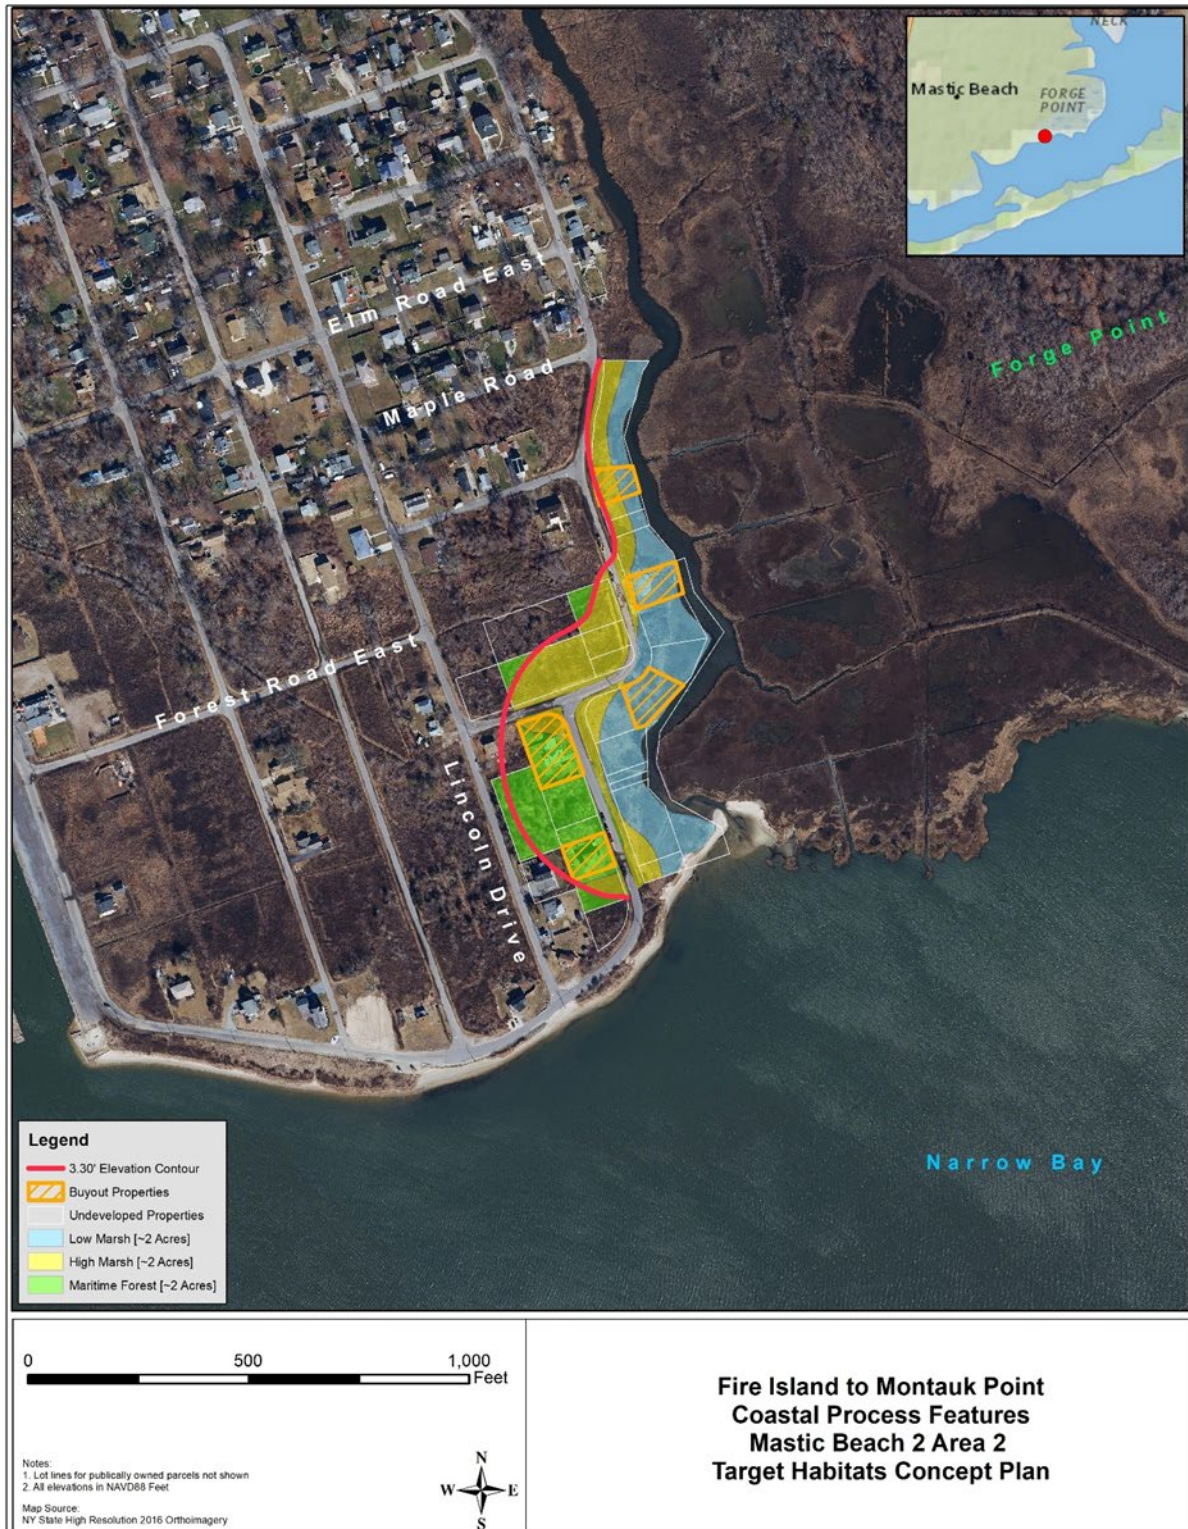 NECK
Mastic Beach
FORGE
POINT
Elm Road East
Forge Point
Maple Road
Forest Road East
Lincoln Drive
Narrow Bay
Legend
3.30' Elevation Contour
Buyout Properties
Undeveloped Properties
Low Marsh [~2 Acres]
High Marsh [~2 Acres]
Maritime Forest [~2 Acres]
0 500 1,000
Feet
Notes:
1. Lot lines for publically owned parcels not shown
2. All elevations in NAVD88 Feet
Map Source:
NY State High Resolution 2016 Orthoimagery
N
W E
S
Fire Island to Montauk Point
Coastal Process Features
Mastic Beach 2 Area 2
Target Habitats Concept Plan